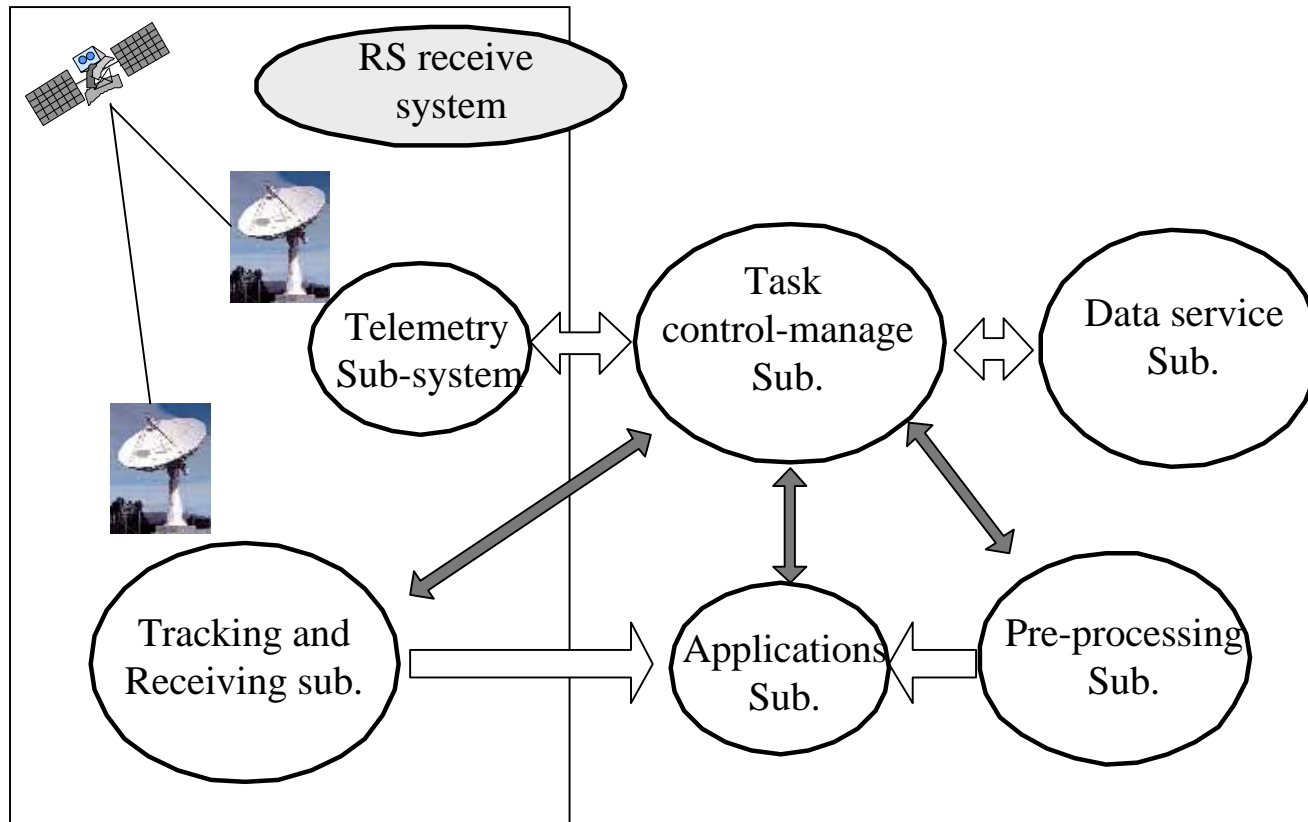 RS receive
system
Telemetry
Sub-system
Task
control-manage
Sub.
Data service
Sub.
Tracking and
Receiving sub.
Applications
Sub.
Pre-processing
Sub.